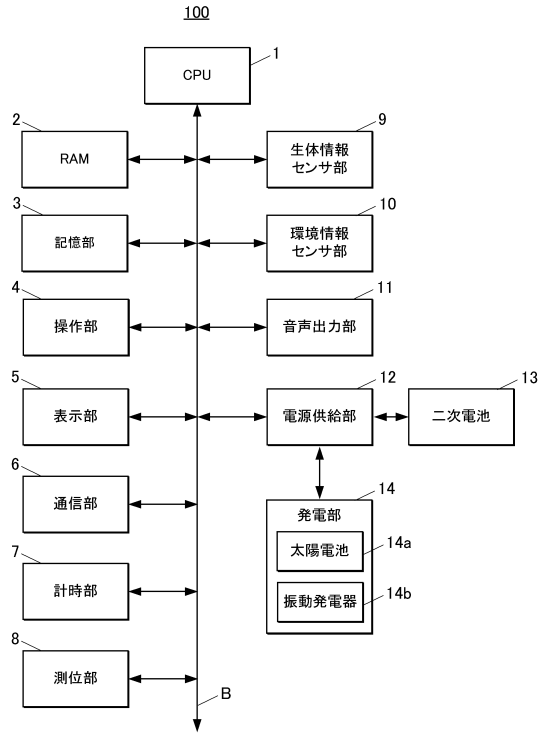 100
1
CPU
2
RAM
9
生体情報
センサ部
3
記憶部
10
環境情報
センサ部
4
操作部
11
音声出力部
5
表示部
12
電源供給部
13
二次電池
6
通信部
14
発電部
太陽電池
14a
振動発電器
14b
7
計時部
8
測位部
B